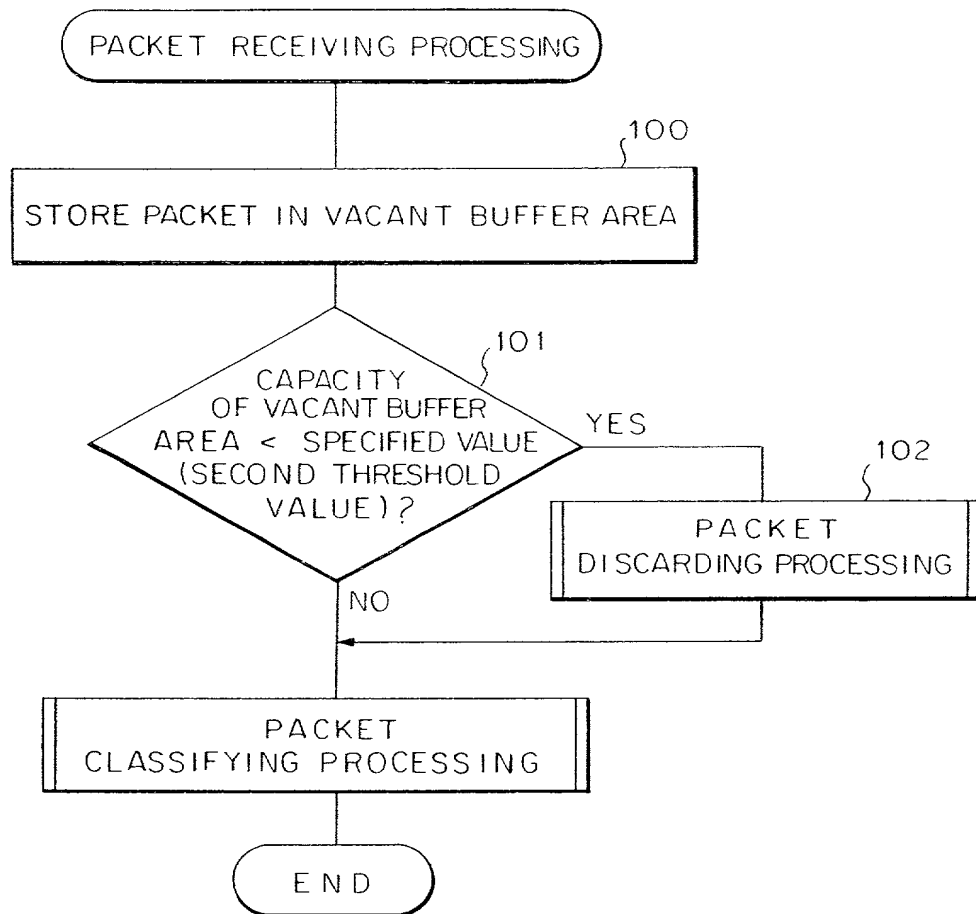 PACKET RECEIVING PROCESSING
100
STORE PACKET IN VACANT BUFFER AREA
101
CAPACITY
OF VACANT BUFFER
AREA < SPECIFIED VALUE
(SECOND THRESHOLD
VALUE)?
YES
102
PACKET
DISCARDING PROCESSING
NO
PACKET
CLASSIFYING PROCESSING
END